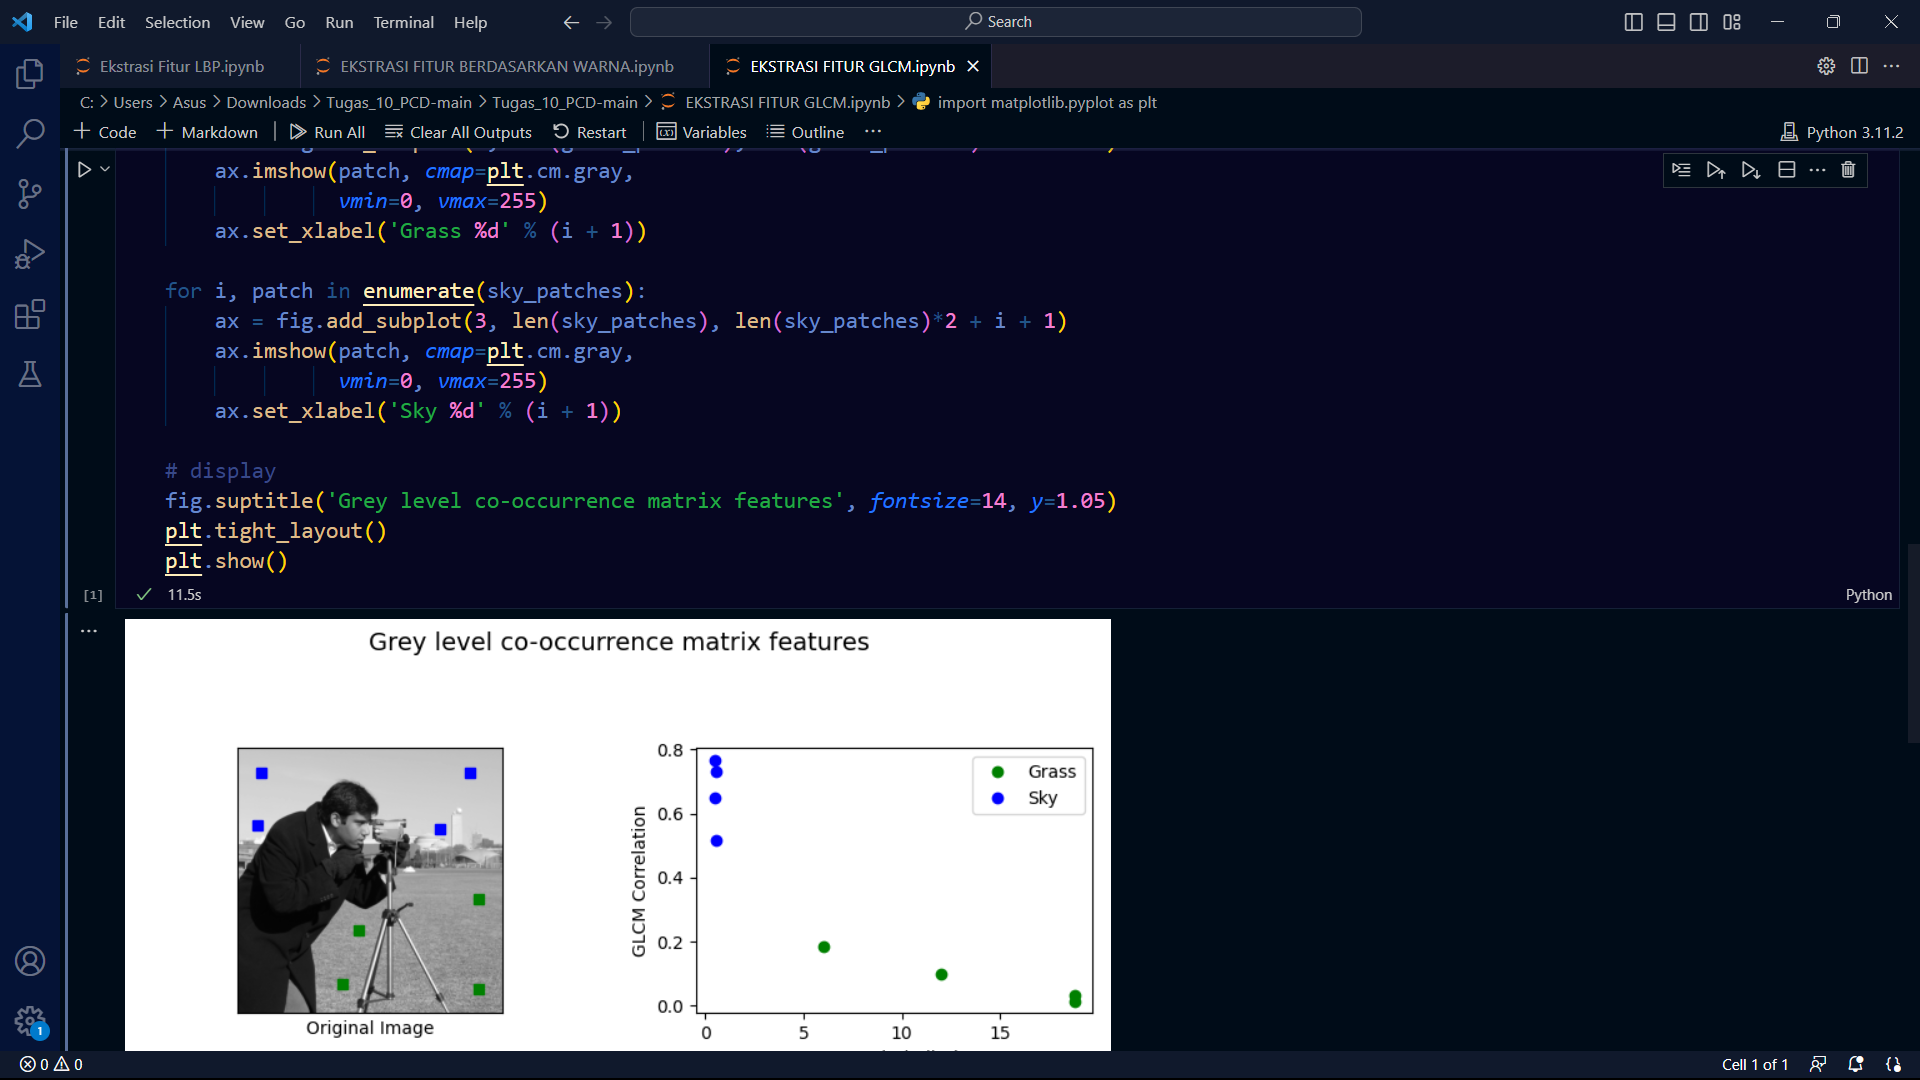 File Edit Selection View Go Run Terminal Help
Search
Ekstrasi Fitur LBP.ipynb
EKSTRASI FITUR BERDASARKAN WARNA.ipynb
EKSTRASI FITUR GLCM.ipynb
C: > Users > Asus > Downloads > Tugas_10_PCD-main > Tugas_10_PCD-main > EKSTRASI FITUR GLCM.ipynb > import matplotlib.pyplot as plt
+ Code + Markdown | Run All Clear All Outputs Restart | Variables Outline ...
Python 3.11.2
ax.imshow(patch, cmap=plt.cm.gray,
vmin=0, vmax=255)
ax.set_xlabel('Grass %d' % (i + 1))
for i, patch in enumerate(sky_patches):
ax = fig.add_subplot(3, len(sky_patches), len(sky_patches)*2 + i + 1)
ax.imshow(patch, cmap=plt.cm.gray,
vmin=0, vmax=255)
ax.set_xlabel('Sky %d' % (i + 1))
# display
fig.suptitle('Grey level co-occurrence matrix features', fontsize=14, y=1.05)
plt.tight_layout()
plt.show()
[1]
11.5s
Python
Grey level co-occurrence matrix features
Original Image
GLCM Correlation
0.8
0.6
0.4
0.2
0.0
0 5 10 15
Grass
Sky
1
0 0
Cell 1 of 1